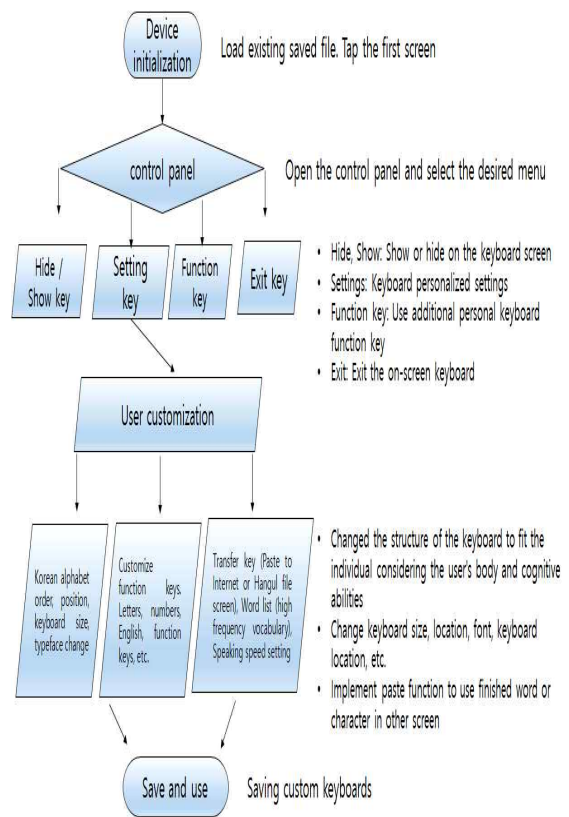 Device
initialization
Load existing saved file. Tap the first screen
control panel
Open the control panel and select the desired menu
Hide /
Show key
Setting
key
Function
key
Exit key
• Hide, Show: Show or hide on the keyboard screen
• Settings: Keyboard personalized settings
• Function key: Use additional personal keyboard
function key
• Exit: Exit the on-screen keyboard
User customization
Korean alphabet
order, position,
keyboard size,
typeface change
Customize
function keys.
Letters, numbers,
English, function
keys, etc.
Transfer key (Paste to
Internet or Hangul file
screen), Word list (high
frequency vocabulary),
Speaking speed setting
• Changed the structure of the keyboard to fit the
individual considering the user's body and cognitive
abilities
• Change keyboard size, location, font, keyboard
location, etc.
• Implement paste function to use finished word or
character in other screen
Save and use
Saving custom keyboards